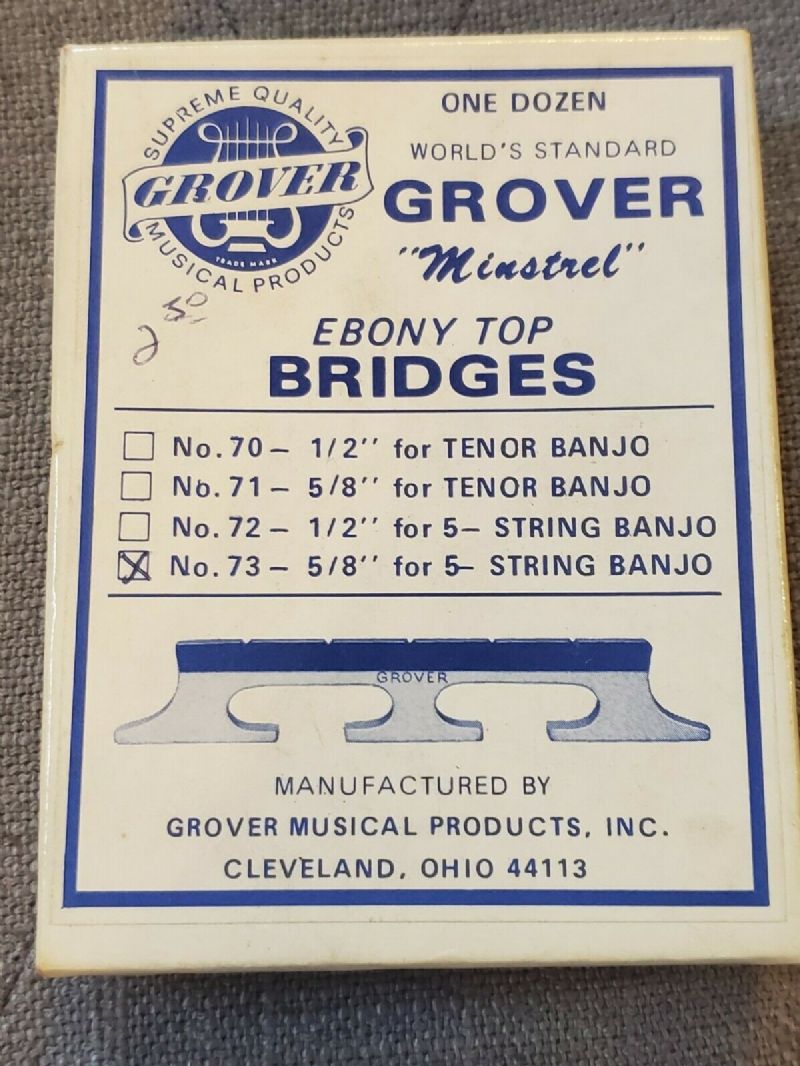 SUPREME QUALITY
GROVER
TRADE MARK
MUSICAL PRODUCTS
ONE DOZEN
WORLD'S STANDARD
GROVER
"Minstrel"
2 50
EBONY TOP
BRIDGES
No. 70 – 1/2'' for TENOR BANJO
No. 71 – 5/8'' for TENOR BANJO
No. 72 – 1/2'' for 5– STRING BANJO
No. 73 – 5/8'' for 5– STRING BANJO
GROVER
MANUFACTURED BY
GROVER MUSICAL PRODUCTS, INC.
CLEVELAND, OHIO 44113